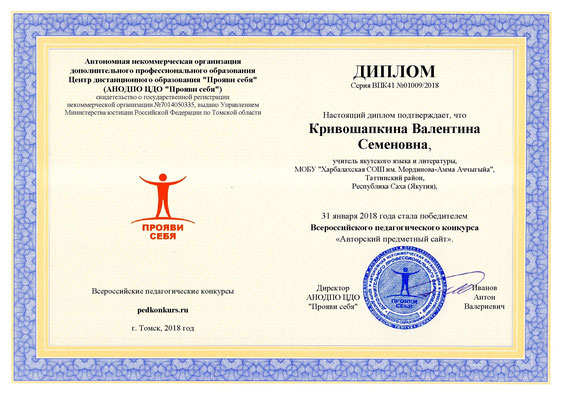 Автономная некоммерческая организация
дополнительного профессионального образования
Центр дистанционного образования "Прояви себя"
(АНОДПО ЦДО "Прояви себя")
свидетельство о государственной регистрации
некоммерческой организации №7014050335, выдано Управлением
Министерства юстиции Российской Федерации по Томской области
ПРОЯВИ
СЕБЯ
Всероссийские педагогические конкурсы
pedkonkurs.ru
г. Томск, 2018 год
ДИПЛОМ
Серия ВПК41 №01009/2018
Настоящий диплом подтверждает, что
Кривошапкина Валентина
Семеновна,
учитель якутского языка и литературы,
МОБУ "Харбалахская СОШ им. Мординова-Амма Аччыгыйа",
Таттинский район,
Республика Саха (Якутия),
31 января 2018 года стала победителем
Всероссийского педагогического конкурса
«Авторский предметный сайт».
Директор
АНОДПО ЦДО
"Прояви себя"
ПРОЯВИ
СЕБЯ
Иванов
Антон
Валериевич